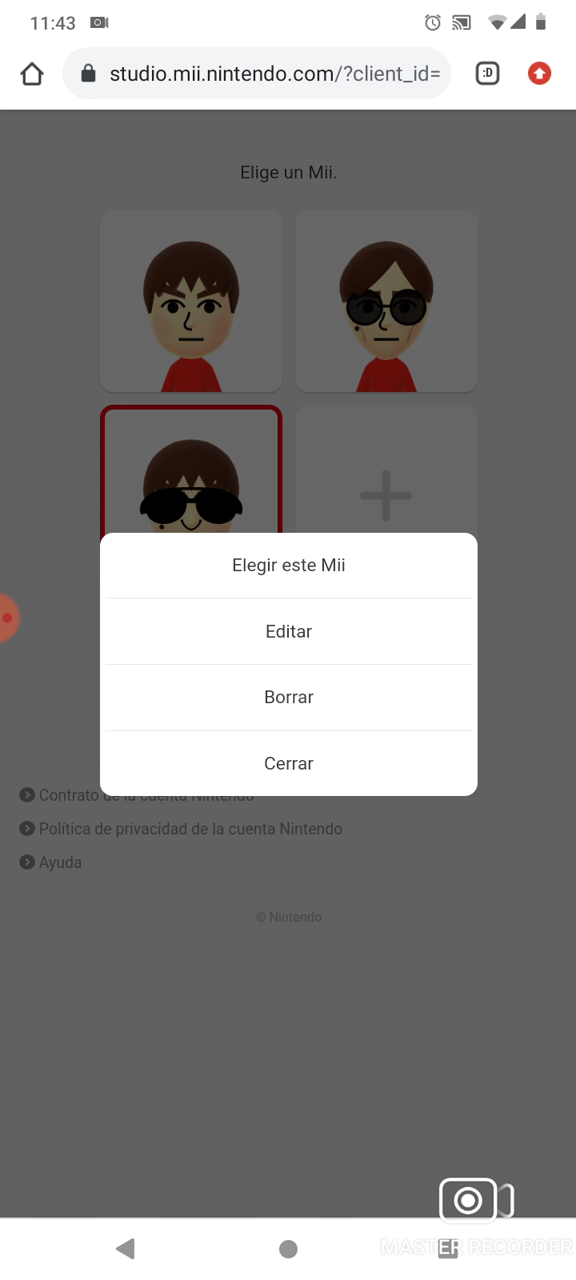 11:43
studio.mii.nintendo.com/?client_id=
:D
Elige un Mii.
Elegir este Mii
Editar
Borrar
Cerrar
Contrato de la cuenta Nintendo
Política de privacidad de la cuenta Nintendo
Ayuda
© Nintendo
MASTER RECORDER